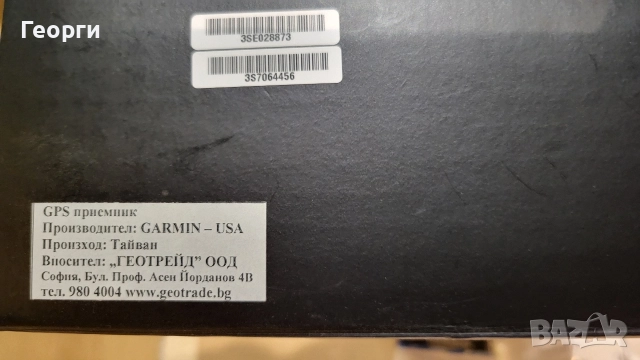 Георги
3SE028873
3S7064456
GPS приемник
Производител: GARMIN – USA
Произход: Тайван
Вносител: „ГЕОТРЕЙД” ООД
София, Бул. Проф. Асен Йорданов 4В
тел. 980 4004 www.geotrade.bg
BAZAR